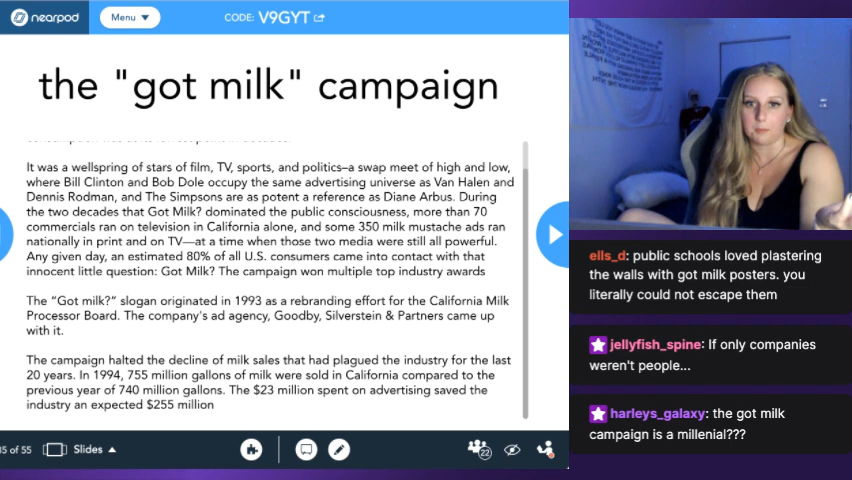 nearpod
Menu
CODE: V9GYT
the "got milk" campaign
It was a wellspring of stars of film, TV, sports, and politics—a swap meet of high and low,
where Bill Clinton and Bob Dole occupy the same advertising universe as Van Halen and
Dennis Rodman, and The Simpsons are as potent a reference as Diane Arbus. During
the two decades that Got Milk? dominated the public consciousness, more than 70
commercials ran on television in California alone, and some 350 milk mustache ads ran
nationally in print and on TV—at a time when those two media were still all powerful.
Any given day, an estimated 80% of all U.S. consumers came into contact with that
innocent little question: Got Milk? The campaign won multiple top industry awards
The "Got milk?" slogan originated in 1993 as a rebranding effort for the California Milk
Processor Board. The company's ad agency, Goodby, Silverstein & Partners came up
with it.
The campaign halted the decline of milk sales that had plagued the industry for the last
20 years. In 1994, 755 million gallons of milk were sold in California compared to the
previous year of 740 million gallons. The $23 million spent on advertising saved the
industry an expected $255 million
of 55
Slides
22
ells_d: public schools loved plastering
the walls with got milk posters. you
literally could not escape them
jellyfish_spine: If only companies
weren't people...
harleys_galaxy: the got milk
campaign is a millenial???